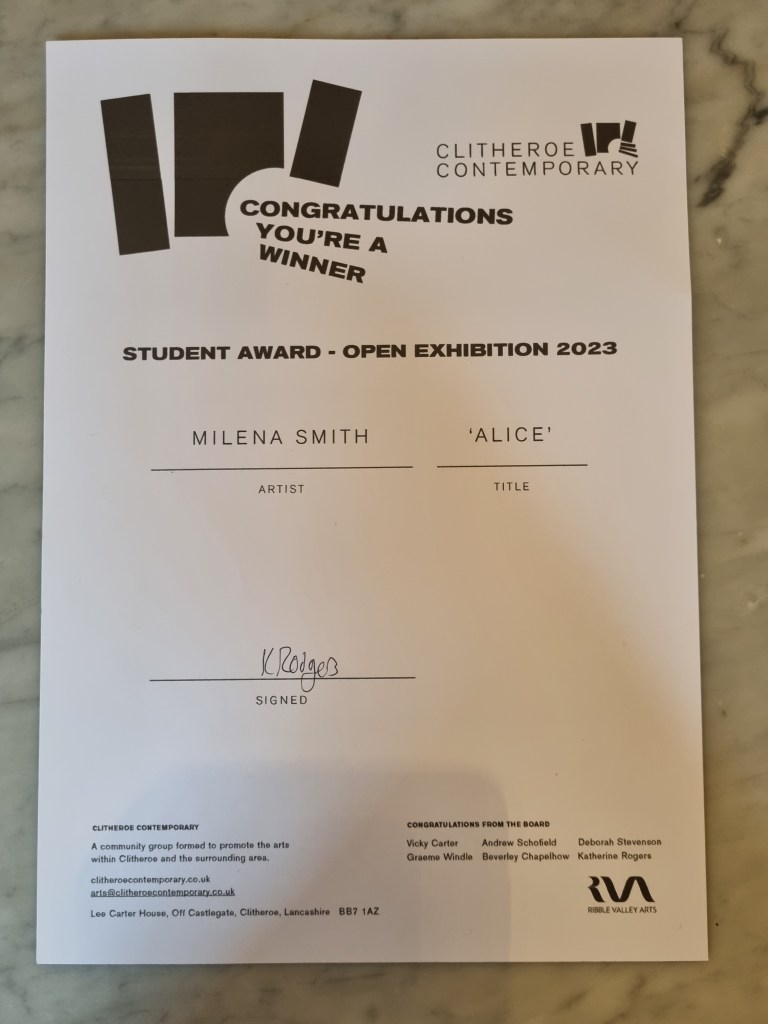 CLITHEROE
CONTEMPORARY
CONGRATULATIONS
YOU'RE A
WINNER
STUDENT AWARD - OPEN EXHIBITION 2023
MILENA SMITH
ARTIST
'ALICE'
TITLE
K Rodgers
SIGNED
CLITHEROE CONTEMPORARY
A community group formed to promote the arts
within Clitheroe and the surrounding area.
clitheroecontemporary.co.uk
arts@clitheroecontemporary.co.uk
Lee Carter House, Off Castlegate, Clitheroe, Lancashire BB7 1AZ
CONGRATULATIONS FROM THE BOARD
Vicky Carter Andrew Schofield Deborah Stevenson
Graeme Windle Beverley Chapelhow Katherine Rogers
RVA
RIBBLE VALLEY ARTS